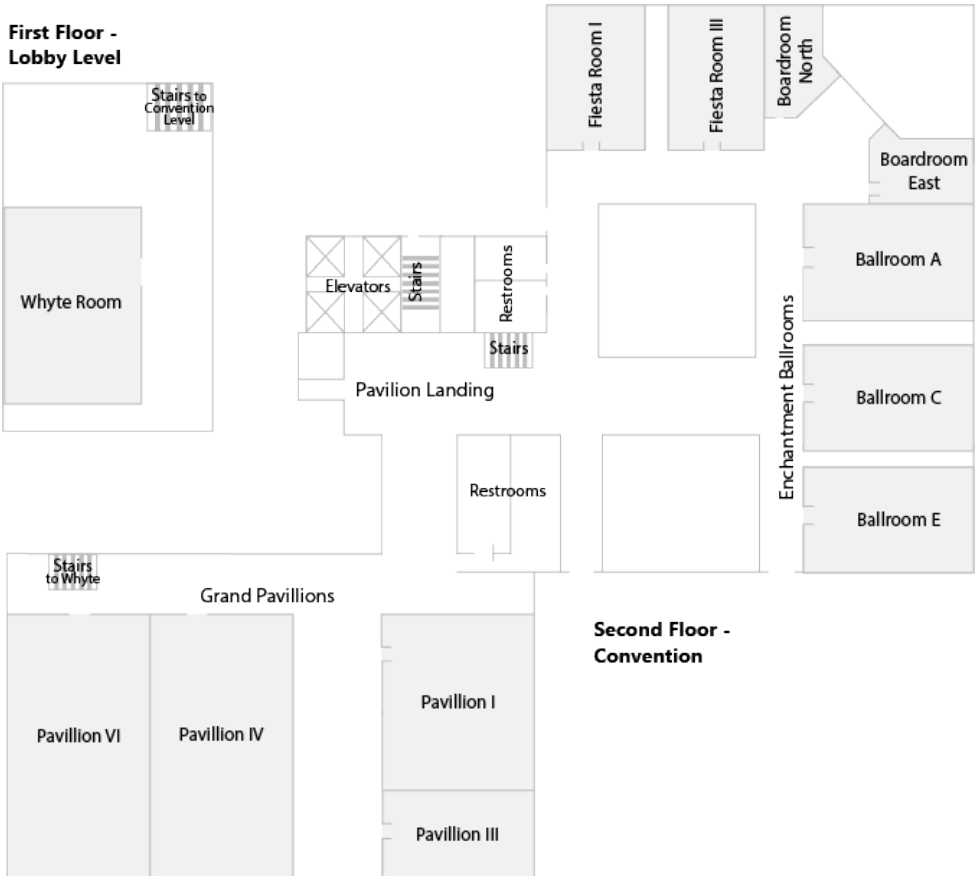 First Floor -
Lobby Level
Stairs to
Convention
Level
Whyte Room
Fiesta Room I
Fiesta Room III
Boardroom
North
Boardroom
East
Elevators
Stairs
Restrooms
Stairs
Pavilion Landing
Ballroom A
Enchantment Ballrooms
Ballroom C
Ballroom E
Restrooms
Stairs
to Whyte
Grand Pavillions
Second Floor -
Convention
Pavillion VI
Pavillion IV
Pavillion I
Pavillion III